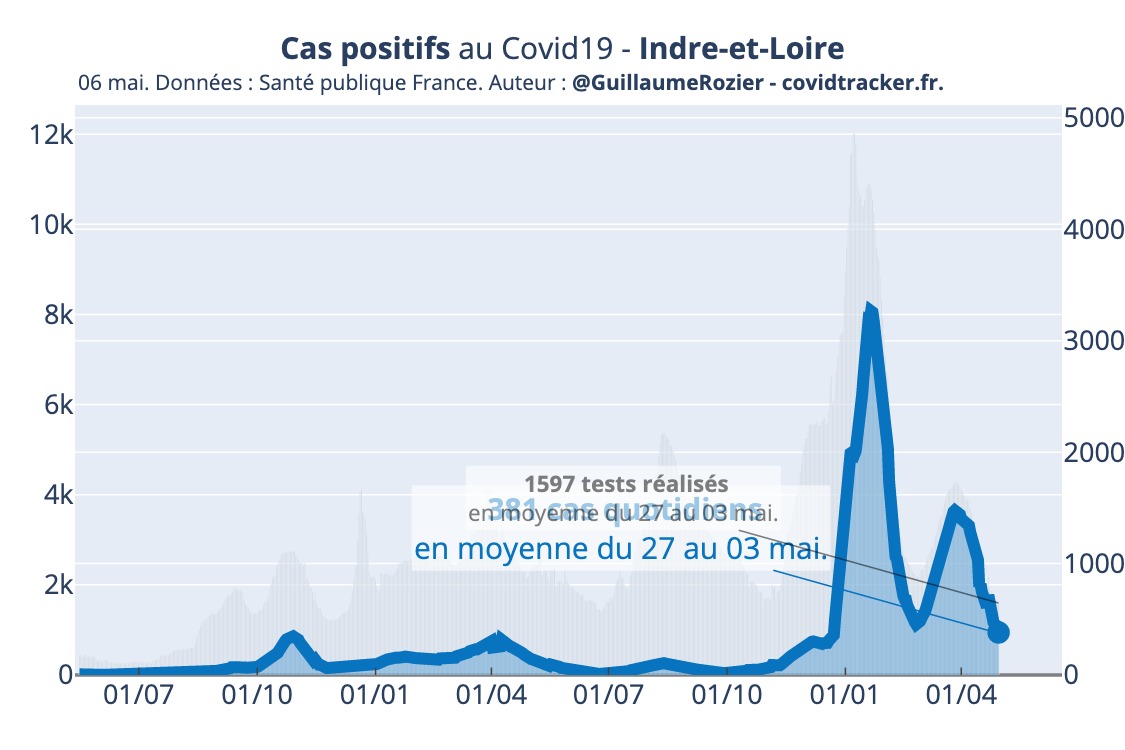 Cas positifs au Covid19 - Indre-et-Loire
06 mai. Données : Santé publique France. Auteur : @GuillaumeRozier - covidtracker.fr.
12k
10k
8k
6k
4k
2k
0
5000
4000
3000
2000
1000
0
1597 tests réalisés
en moyenne du 27 au 03 mai.
381 cas quotidiens
en moyenne du 27 au 03 mai.
01/07 01/10 01/01 01/04 01/07 01/10 01/01 01/04